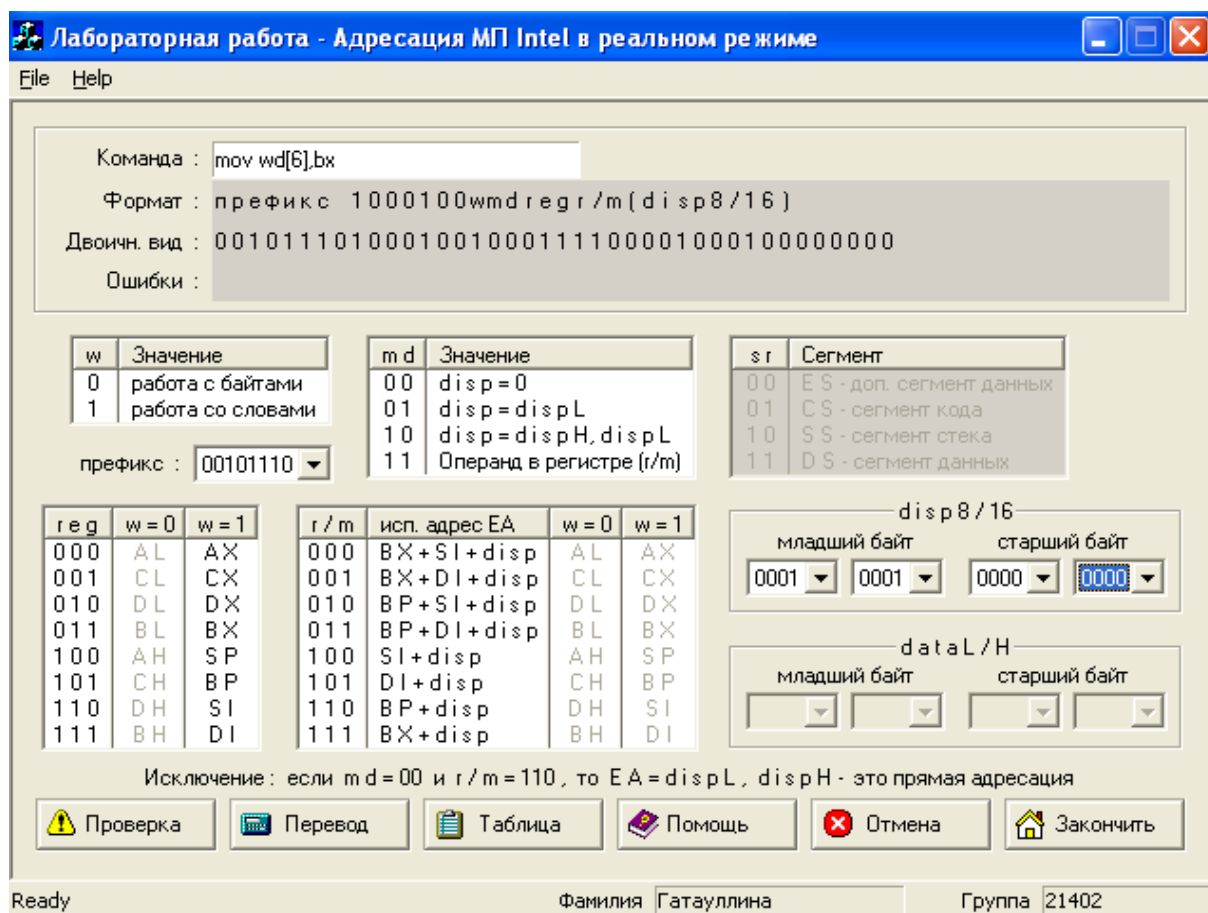 Лабораторная работа - Адресация МП Intel в реальном режиме
File Help
Команда : mov wd[6],bx
Формат : префикс 1000100wmdregr/m(disp8/16)
Двоичн. вид : 0010111010001001000111100001000100000000
Ошибки :
w Значение
0 работа с байтами
1 работа со словами
префикс : 00101110
md Значение
00 disp=0
01 disp=dispL
10 disp=dispH,dispL
11 Операнд в регистре (r/m)
sr Сегмент
00 ES - доп. сегмент данных
01 CS - сегмент кода
10 SS - сегмент стека
11 DS - сегмент данных
reg w=0 w=1
000 AL AX
001 CL CX
010 DL DX
011 BL BX
100 AH SP
101 CH BP
110 DH SI
111 BH DI
r/m исп. адрес EA w=0 w=1
000 BX+SI+disp AL AX
001 BX+DI+disp CL CX
010 BP+SI+disp DL DX
011 BP+DI+disp BL BX
100 SI+disp AH SP
101 DI+disp CH BP
110 BP+disp DH SI
111 BX+disp BH DI
disp8/16
младший байт старший байт
0001 0001 0000 0000
dataL/H
младший байт старший байт
Исключение : если md=00 и r/m=110, то EA=dispL, dispH - это прямая адресация
Проверка Перевод Таблица Помощь Отмена Закончить
Ready Фамилия Гатауллина Группа 21402